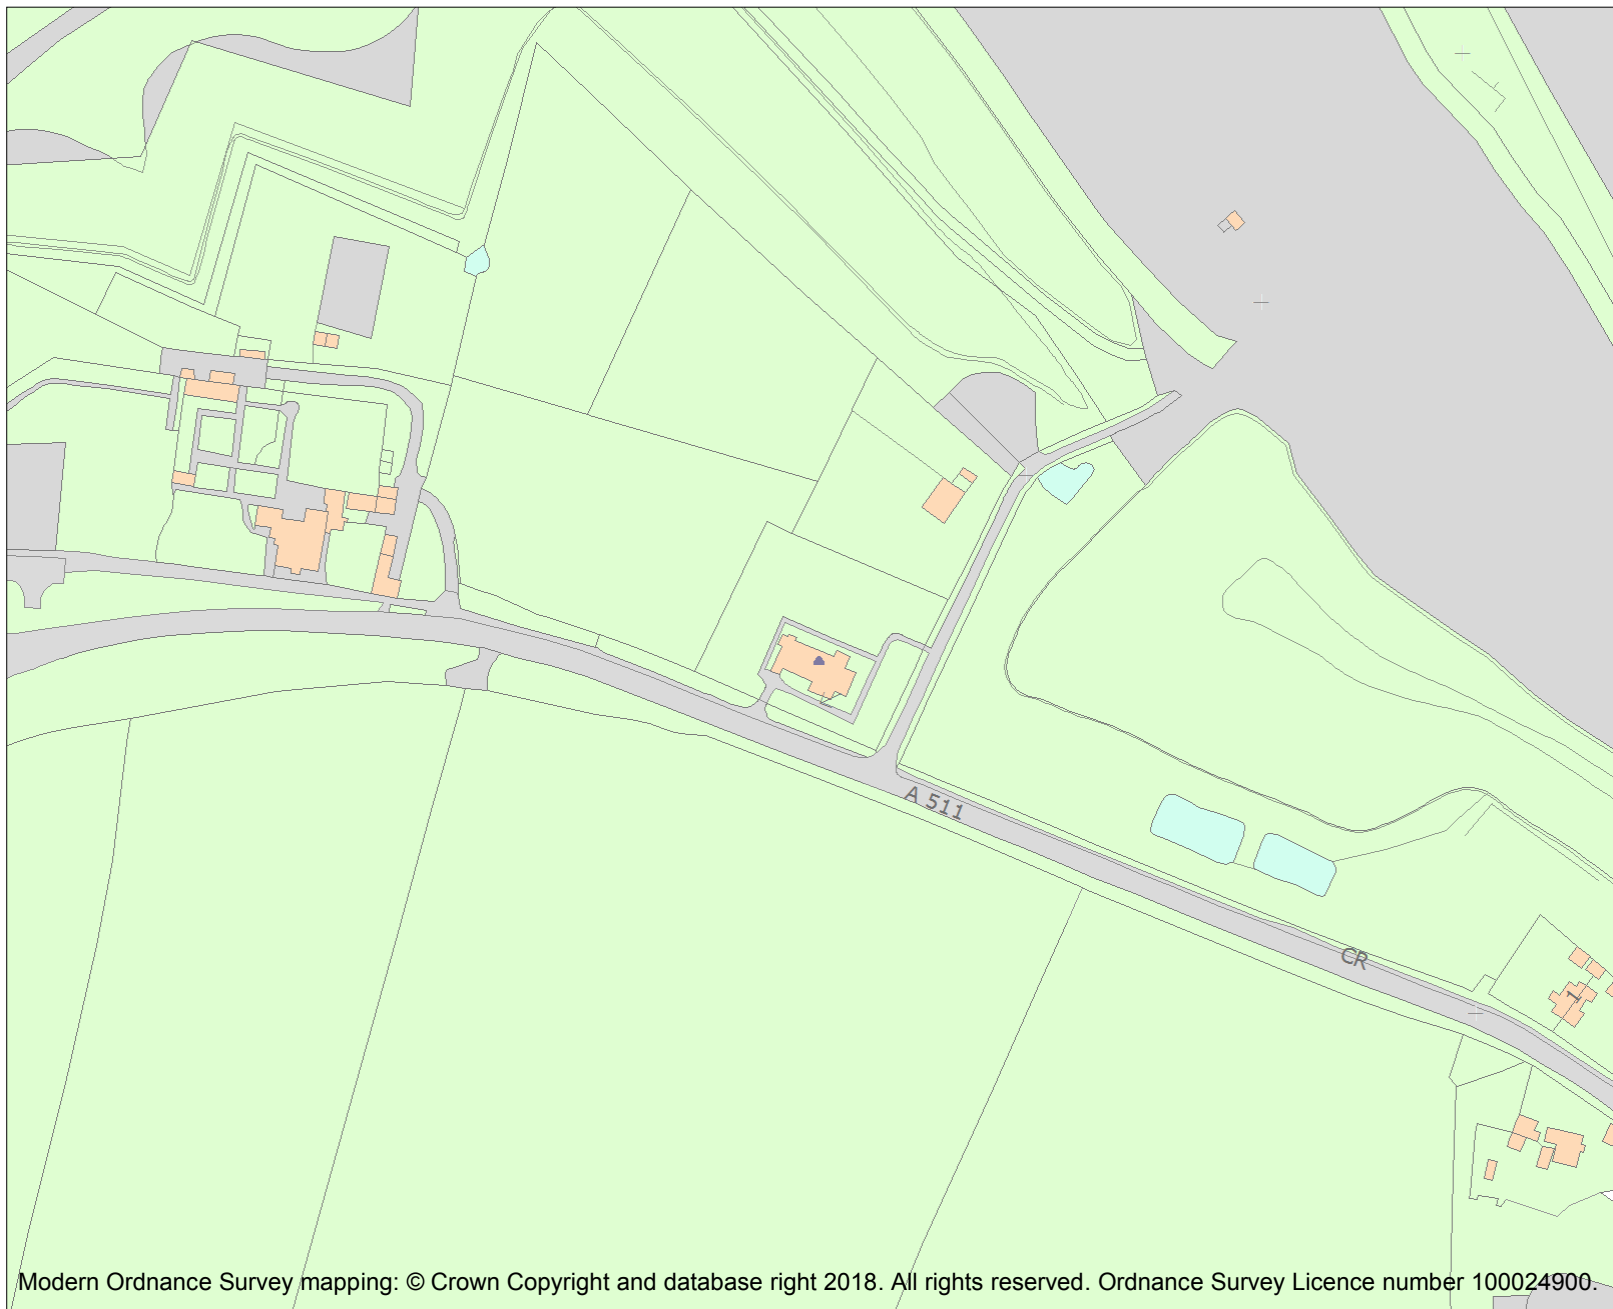 A 511
CR
1
Modern Ordnance Survey mapping: © Crown Copyright and database right 2018. All rights reserved. Ordnance Survey Licence number 100024900.